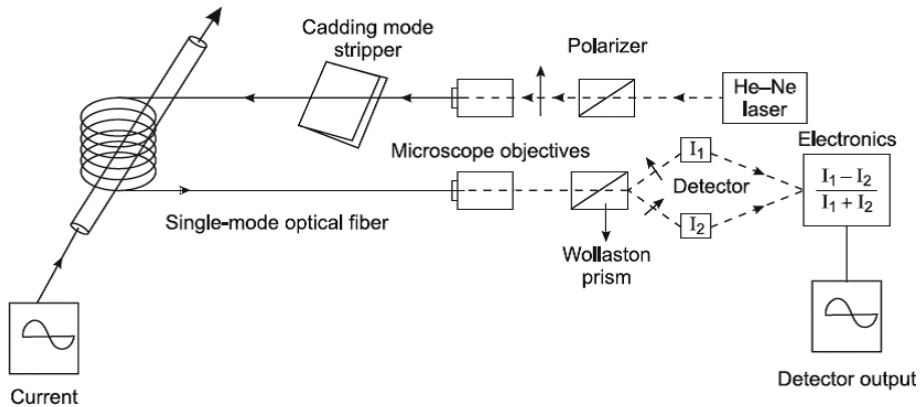 Cadding mode
stripper
Polarizer
He–Ne
laser
Microscope objectives
Electronics
I1
Detector
I1 – I2
I1 + I2
I2
Single-mode optical fiber
Wollaston
prism
Current
Detector output